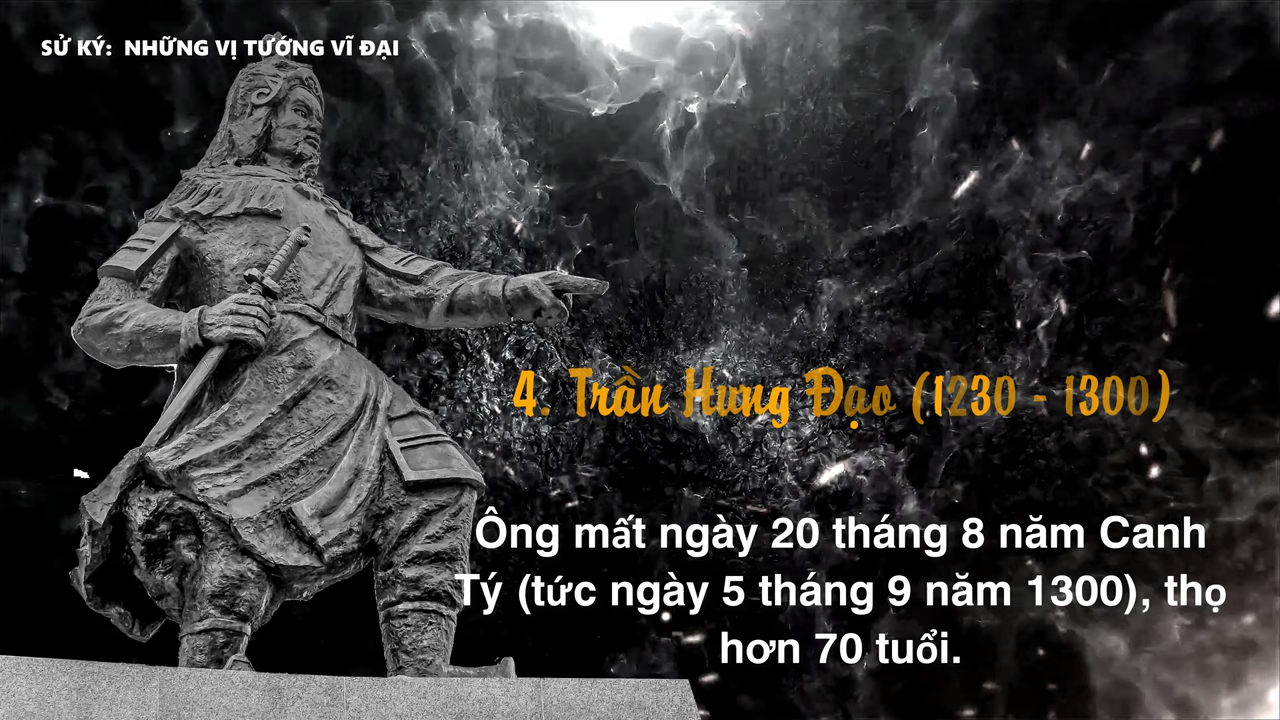 SỬ KÝ: NHỮNG VỊ TƯỚNG VĨ ĐẠI
4. Trần Hưng Đạo (1230 - 1300)
Ông mất ngày 20 tháng 8 năm Canh
Tý (tức ngày 5 tháng 9 năm 1300), thọ
hơn 70 tuổi.